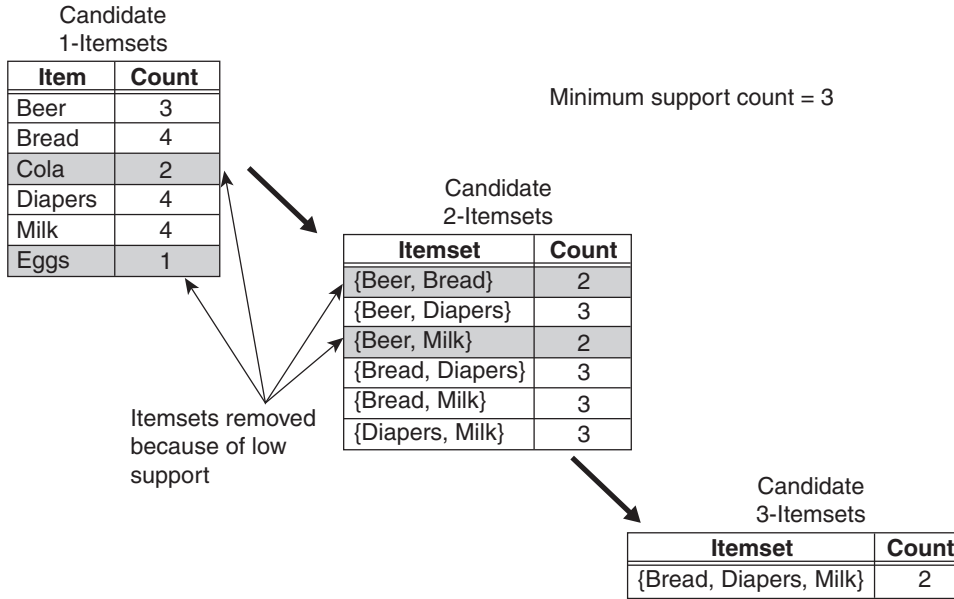 Candidate
1-Itemsets
Item Count
Beer 3
Bread 4
Cola 2
Diapers 4
Milk 4
Eggs 1
Minimum support count = 3
Candidate
2-Itemsets
Itemset Count
{Beer, Bread} 2
{Beer, Diapers} 3
{Beer, Milk} 2
{Bread, Diapers} 3
{Bread, Milk} 3
{Diapers, Milk} 3
Itemsets removed
because of low
support
Candidate
3-Itemsets
Itemset Count
{Bread, Diapers, Milk} 2